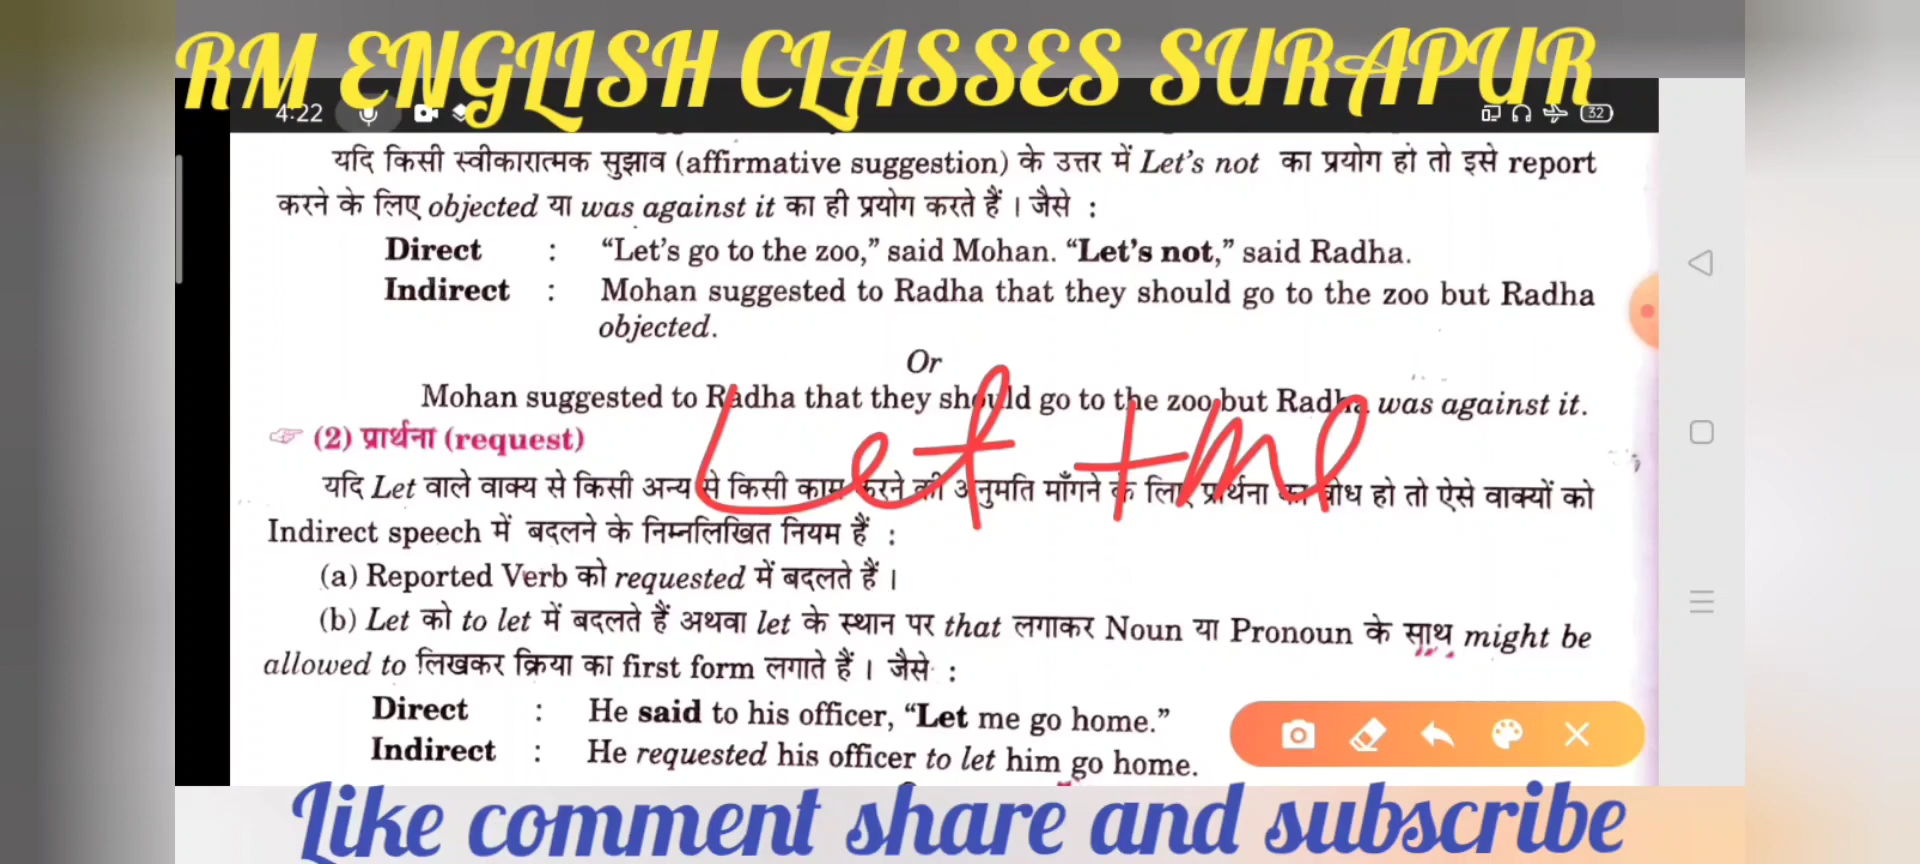 RM ENGLISH CLASSES SURAPUR
4:22
32
यदि किसी स्वीकारात्मक सुझाव (affirmative suggestion) के उत्तर में Let's not का प्रयोग हो तो इसे report
करने के लिए objected या was against it का ही प्रयोग करते हैं । जैसे :
Direct : “Let's go to the zoo,” said Mohan. “Let's not,” said Radha.
Indirect : Mohan suggested to Radha that they should go to the zoo but Radha
objected.
Or
Mohan suggested to Radha that they should go to the zoo but Radha was against it.
Let + me
☞ (2) प्रार्थना (request)
यदि Let वाले वाक्य से किसी अन्य से किसी काम करने की अनुमति माँगने के लिए प्रार्थना का बोध हो तो ऐसे वाक्यों को
Indirect speech में बदलने के निम्नलिखित नियम हैं :
(a) Reported Verb को requested में बदलते हैं ।
(b) Let को to let में बदलते हैं अथवा let के स्थान पर that लगाकर Noun या Pronoun के साथ might be
allowed to लिखकर क्रिया का first form लगाते हैं । जैसे :
Direct : He said to his officer, “Let me go home.”
Indirect : He requested his officer to let him go home.
Like comment share and subscribe